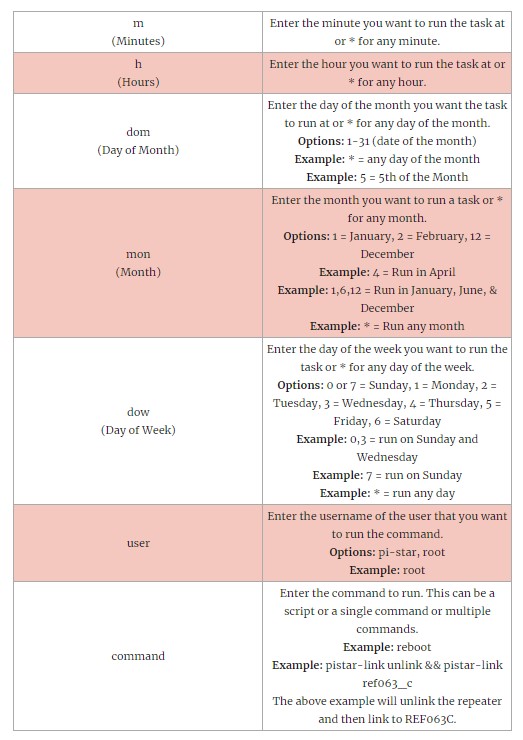 m
(Minutes)
Enter the minute you want to run the task at
or * for any minute.
h
(Hours)
Enter the hour you want to run the task at or
* for any hour.
dom
(Day of Month)
Enter the day of the month you want the task
to run at or * for any day of the month.
Options: 1-31 (date of the month)
Example: * = any day of the month
Example: 5 = 5th of the Month
mon
(Month)
Enter the month you want to run a task or *
for any month.
Options: 1 = January, 2 = February, 12 =
December
Example: 4 = Run in April
Example: 1,6,12 = Run in January, June, &
December
Example: * = Run any month
dow
(Day of Week)
Enter the day of the week you want to run the
task or * for any day of the week.
Options: 0 or 7 = Sunday, 1 = Monday, 2 =
Tuesday, 3 = Wednesday, 4 = Thursday, 5 =
Friday, 6 = Saturday
Example: 0,3 = run on Sunday and
Wednesday
Example: 7 = run on Sunday
Example: * = run any day
user
Enter the username of the user that you want
to run the command.
Options: pi-star, root
Example: root
command
Enter the command to run. This can be a
script or a single command or multiple
commands.
Example: reboot
Example: pistar-link unlink && pistar-link
ref063_c
The above example will unlink the repeater
and then link to REF063C.